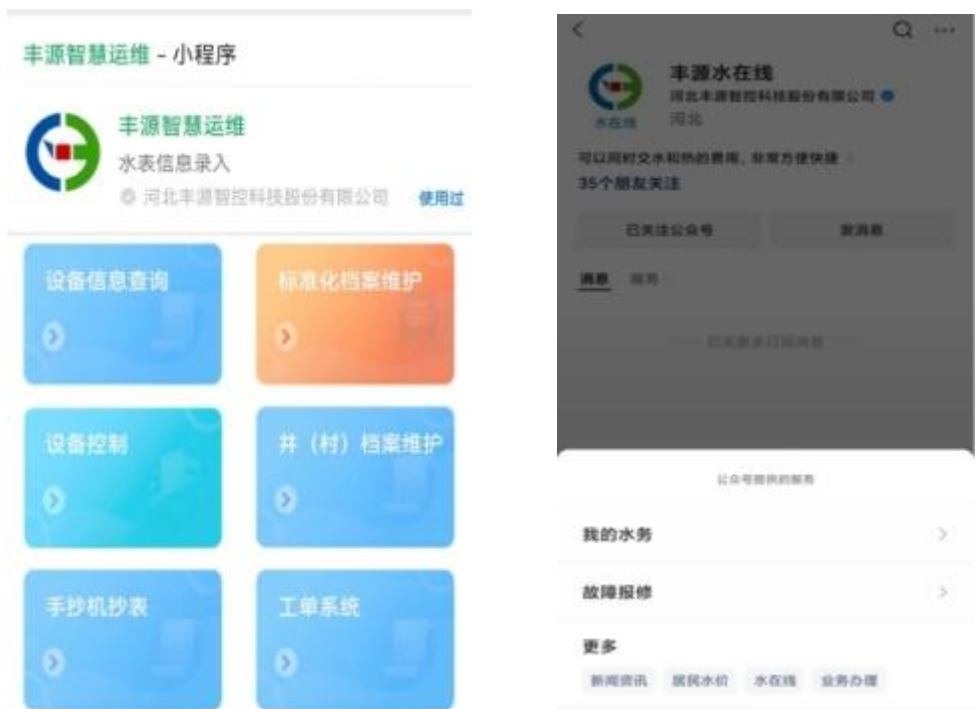 丰源智慧运维 - 小程序
丰源智慧运维
水表信息录入
河北丰源智控科技股份有限公司 使用过
设备信息查询
标准化档案维护
设备控制
井（村）档案维护
手抄机抄表
工单系统
丰源水在线
河北丰源智控科技股份有限公司
水在线
河北
可以同时交水和热的费用，非常方便快捷
35个朋友关注
已关注公众号
发消息
消息 服务
已无更多订阅消息
公众号提供的服务
我的水务
故障报修
更多
新闻资讯 居民水价 水在线 业务办理